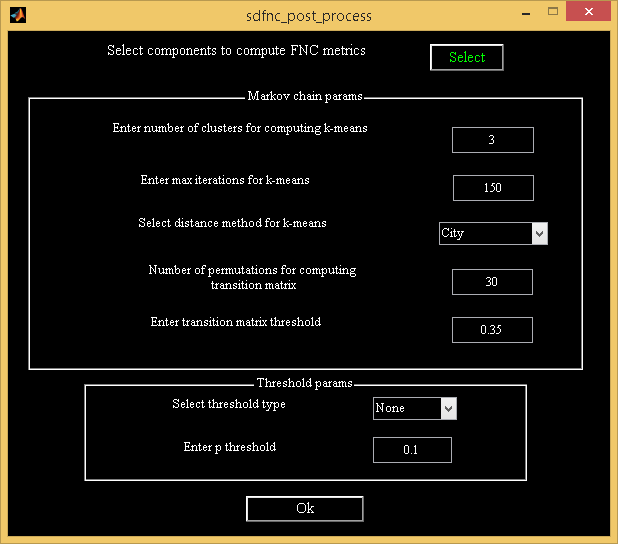 sdfnc_post_process
Select components to compute FNC metrics
Select
Markov chain params
Enter number of clusters for computing k-means
3
Enter max iterations for k-means
150
Select distance method for k-means
City
Number of permutations for computing
transition matrix
30
Enter transition matrix threshold
0.35
Threshold params
Select threshold type
None
Enter p threshold
0.1
Ok